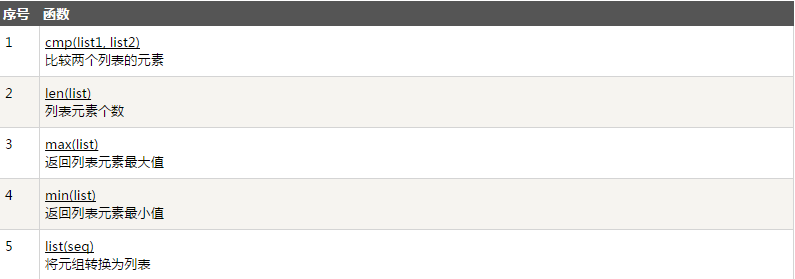 序号 函数
1 cmp(list1, list2)
比较两个列表的元素
2 len(list)
列表元素个数
3 max(list)
返回列表元素最大值
4 min(list)
返回列表元素最小值
5 list(seq)
将元组转换为列表